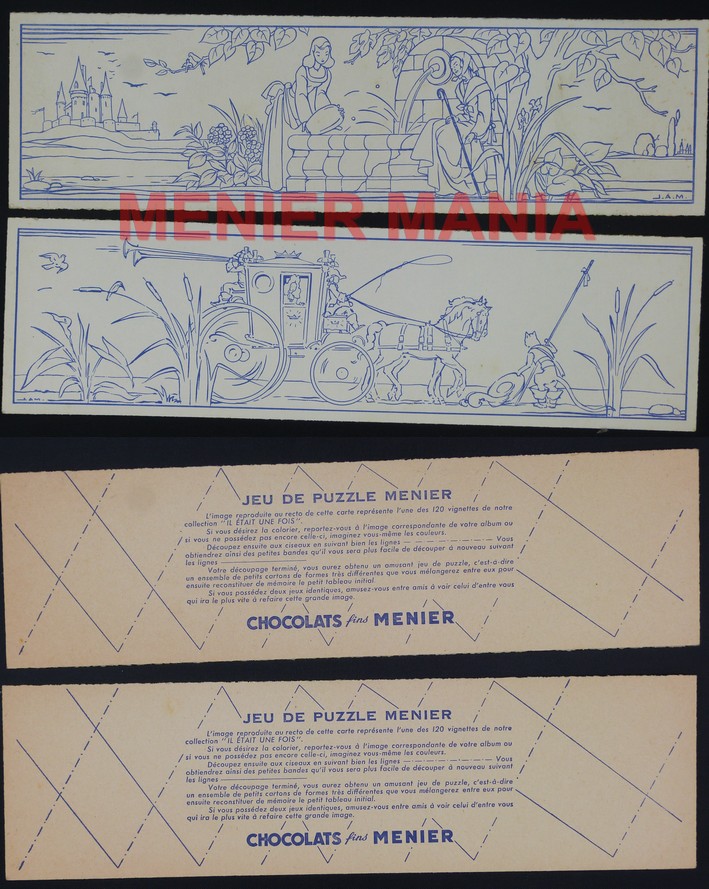 J.A.M.
MENIER MANIA
J.A.M.
JEU DE PUZZLE MENIER
L'image reproduite au recto de cette carte représente l'une des 120 vignettes de notre
collection "IL ÉTAIT UNE FOIS".
Si vous désirez la colorier, reportez-vous à l'image correspondante de votre album ou
si vous ne possédez pas encore celle-ci, imaginez vous-même les couleurs.
Découpez ensuite aux ciseaux en suivant bien les lignes — - — - — - — Vous
obtiendrez ainsi des petites bandes qu'il vous sera plus facile de découper à nouveau suivant
les lignes
Votre découpage terminé, vous aurez obtenu un amusant jeu de puzzle, c'est-à-dire
un ensemble de petits cartons de formes très différentes que vous mélangerez entre eux pour
ensuite reconstituer de mémoire le petit tableau initial
Si vous possédez deux jeux identiques, amusez-vous entre amis à voir celui d'entre vous
qui ira le plus vite à refaire cette grande image.
CHOCOLATS fins MENIER
JEU DE PUZZLE MENIER
L'image reproduite au recto de cette carte représente l'une des 120 vignettes de notre
collection "IL ÉTAIT UNE FOIS".
Si vous désirez la colorier, reportez-vous à l'image correspondante de votre album ou
si vous ne possédez pas encore celle-ci, imaginez vous-même les couleurs.
Découpez ensuite aux ciseaux en suivant bien les lignes — - — - — - — Vous
obtiendrez ainsi des petites bandes qu'il vous sera plus facile de découper à nouveau suivant
les lignes
Votre découpage terminé, vous aurez obtenu un amusant jeu de puzzle, c'est-à-dire
un ensemble de petits cartons de formes très différentes que vous mélangerez entre eux pour
ensuite reconstituer de mémoire le petit tableau initial.
Si vous possédez deux jeux identiques, amusez-vous entre amis à voir celui d'entre vous
qui ira le plus vite à refaire cette grande image.
CHOCOLATS fins MENIER